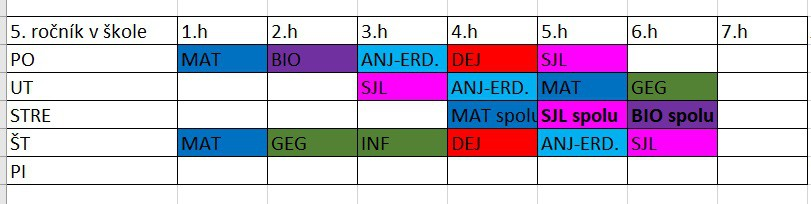 5. ročník v škole 1.h 2.h 3.h 4.h 5.h 6.h 7.h
PO MAT BIO ANJ-ERD. DEJ SJL
UT SJL ANJ-ERD. MAT GEG
STRE MAT spolu SJL spolu BIO spolu
ŠT MAT GEG INF DEJ ANJ-ERD. SJL
PI